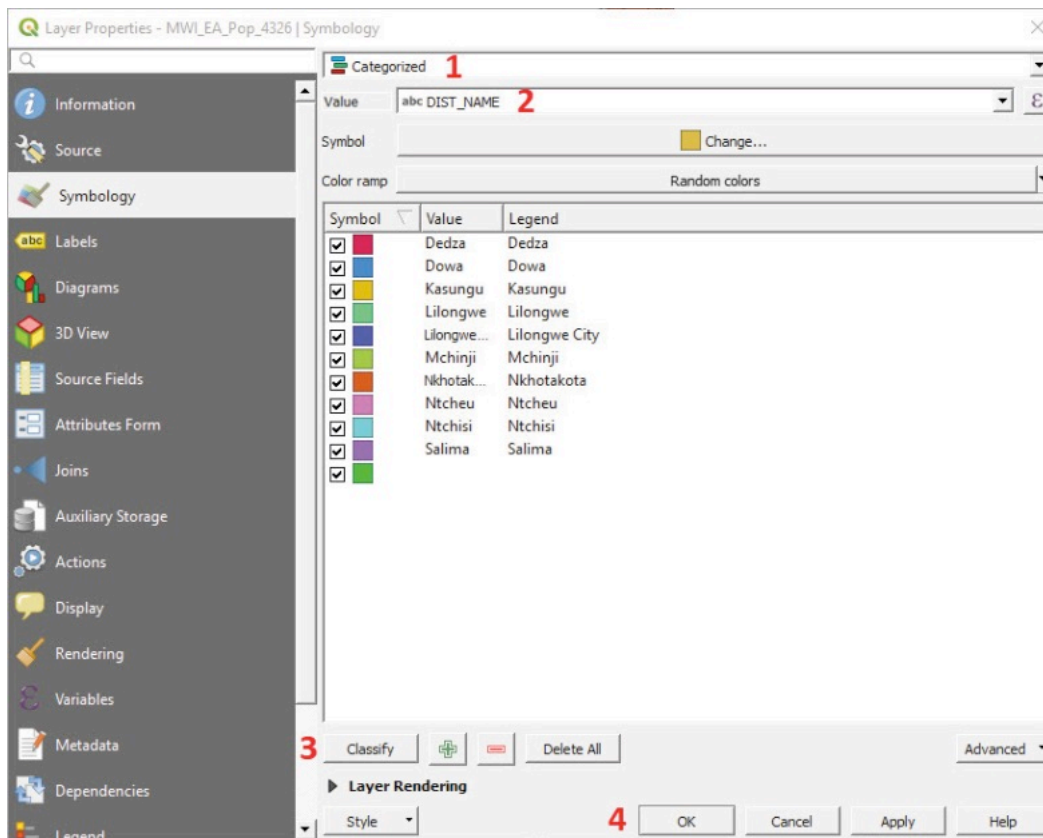 Layer Properties - MWI_EA_Pop_4326 | Symbology
Categorized 1
Value abc DIST_NAME 2 ε
Symbol Change...
Color ramp Random colors
Information
Source
Symbology
abc Labels
Diagrams
3D View
Source Fields
Attributes Form
Joins
Auxiliary Storage
Actions
Display
Rendering
Variables
Metadata
Dependencies
Legend
Symbol Value Legend
Dedza Dedza
Dowa Dowa
Kasungu Kasungu
Lilongwe Lilongwe
Lilongwe... Lilongwe City
Mchinji Mchinji
Nkhotak... Nkhotakota
Ntcheu Ntcheu
Ntchisi Ntchisi
Salima Salima
3 Classify Delete All Advanced
Layer Rendering
Style 4 OK Cancel Apply Help